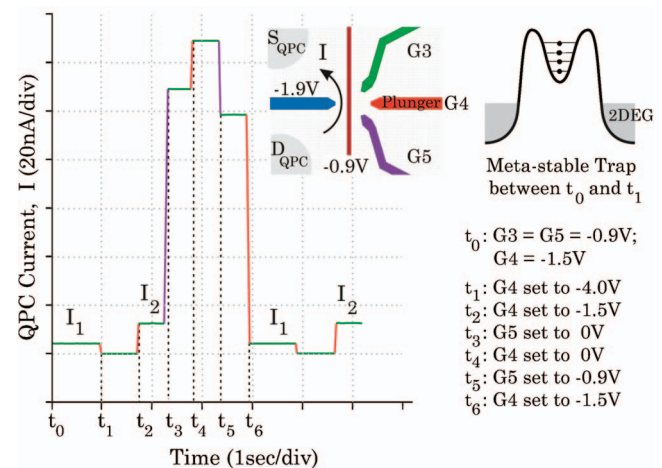 QPC Current, I (20nA/div)
I₁
I₂
I₁
I₂
t₀ t₁ t₂ t₃ t₄ t₅ t₆
Time (1sec/div)
S QPC
I
G3
-1.9V
Plunger G4
D QPC
-0.9V
G5
2DEG
Meta-stable Trap
between t₀ and t₁
t₀: G3 = G5 = -0.9V;
G4 = -1.5V
t₁: G4 set to -4.0V
t₂: G4 set to -1.5V
t₃: G5 set to 0V
t₄: G4 set to 0V
t₅: G5 set to -0.9V
t₆: G4 set to -1.5V